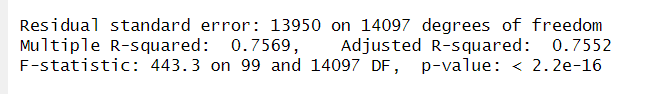 Residual standard error: 13950 on 14097 degrees of freedom
Multiple R-squared:  0.7569,    Adjusted R-squared:  0.7552
F-statistic: 443.3 on 99 and 14097 DF,  p-value: < 2.2e-16